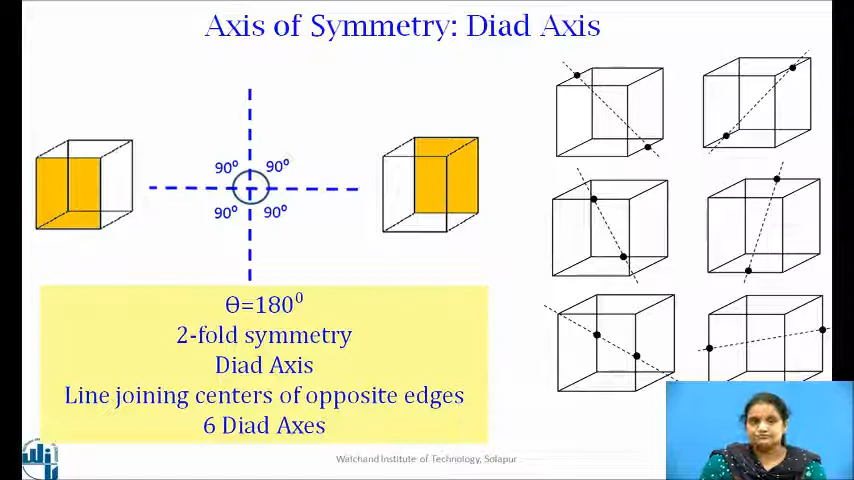 Axis of Symmetry: Diad Axis
90⁰ 90⁰
90⁰ 90⁰
Ɵ=180⁰
2-fold symmetry
Diad Axis
Line joining centers of opposite edges
6 Diad Axes
Walchand Institute of Technology, Solapur